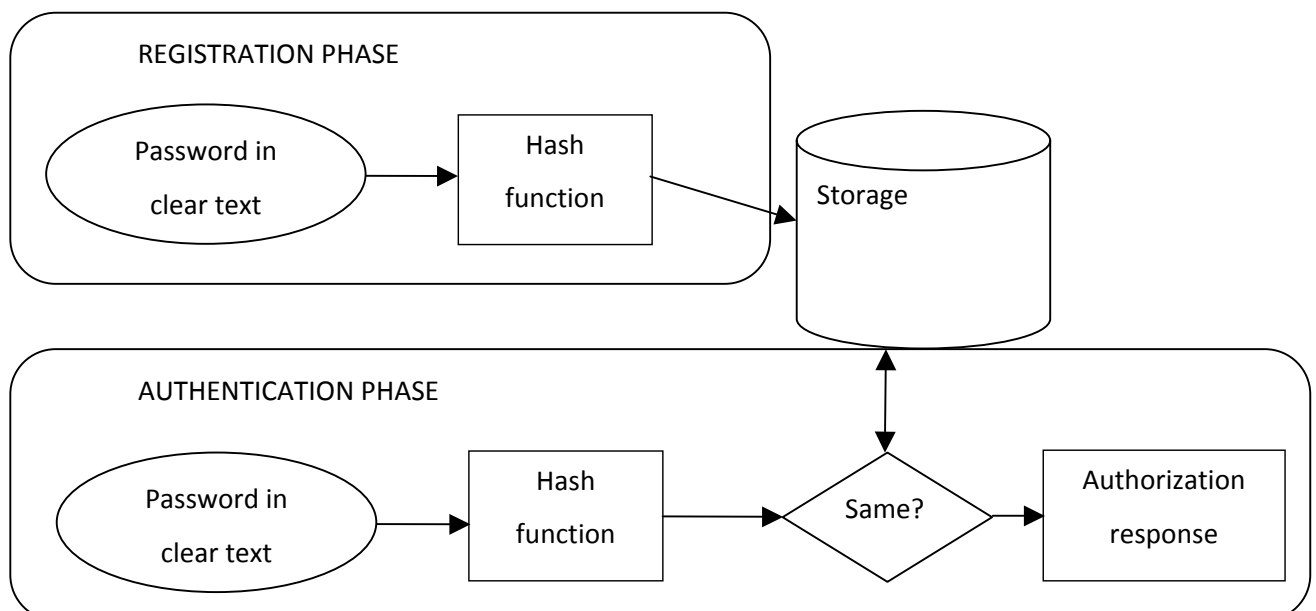 REGISTRATION PHASE
Password in
clear text
Hash
function
Storage
AUTHENTICATION PHASE
Password in
clear text
Hash
function
Same?
Authorization
response